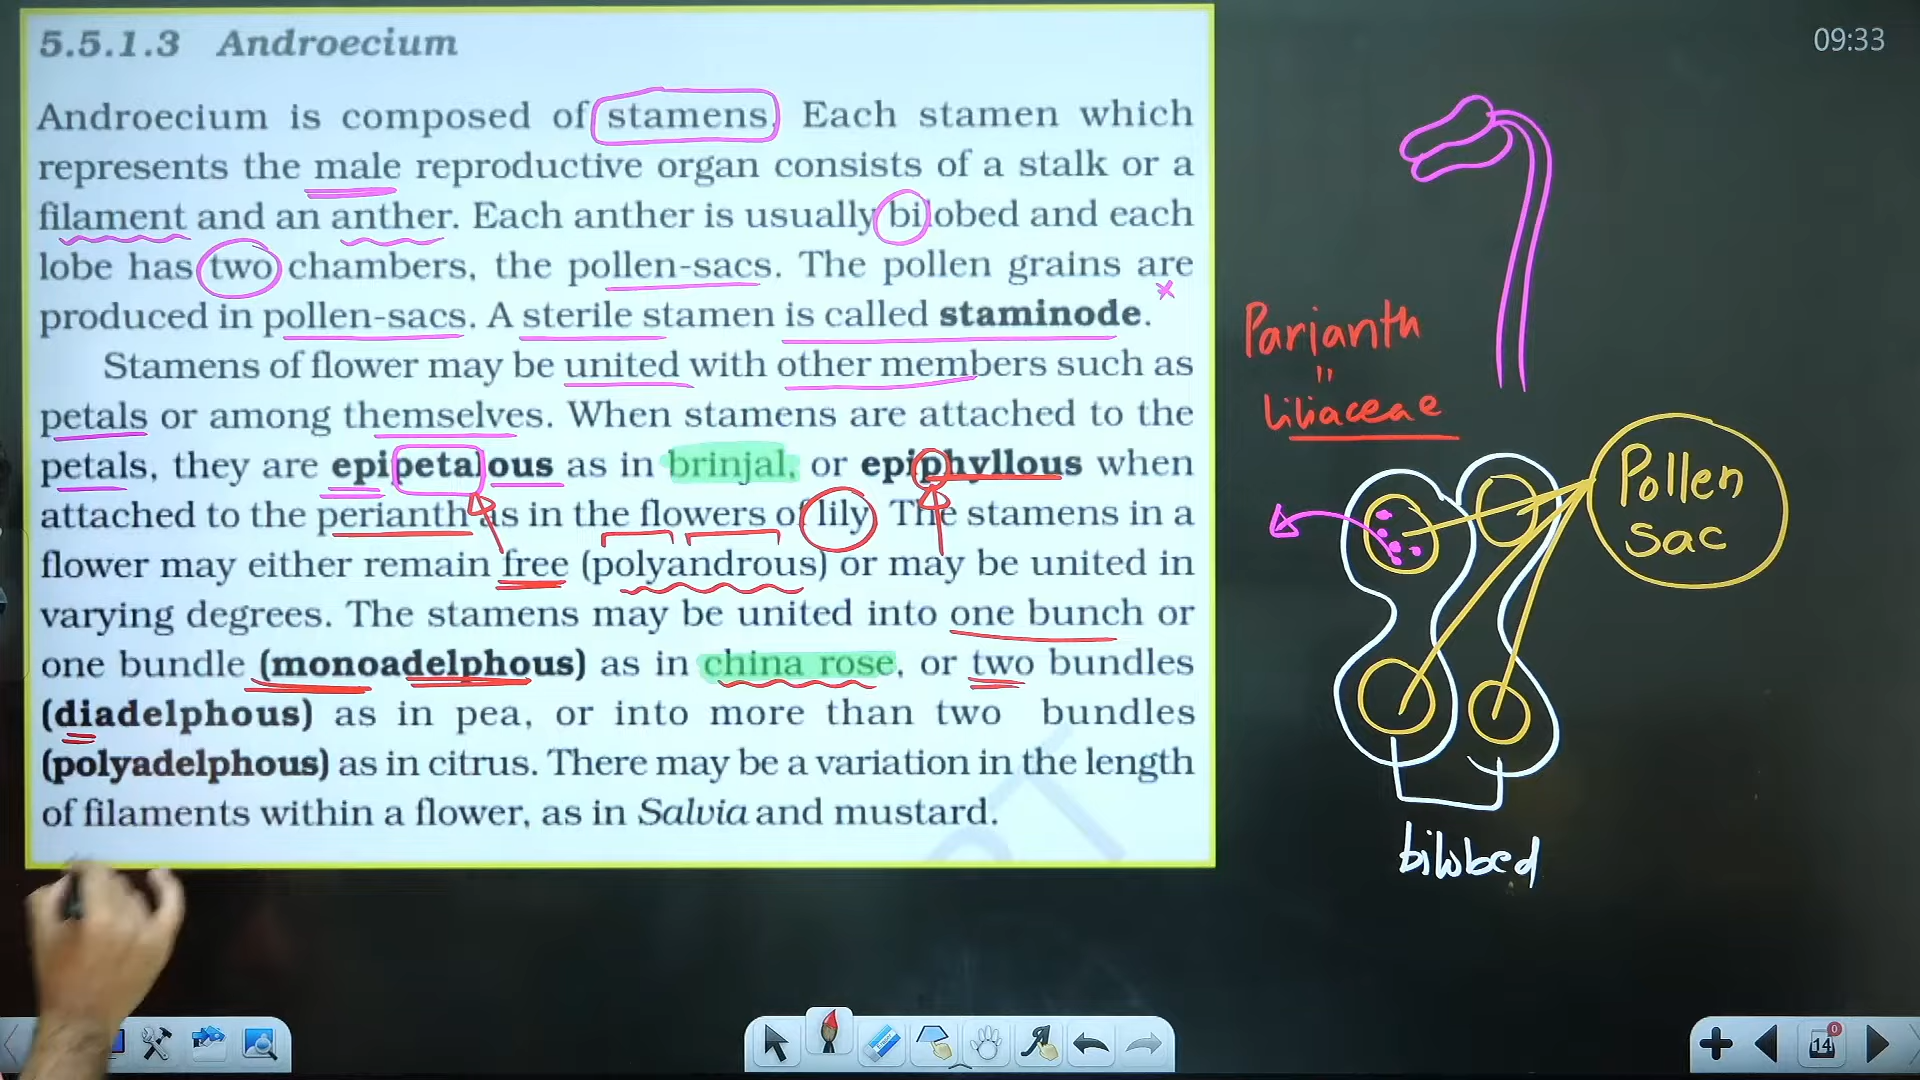 5.5.1.3 Androecium
09:33
Androecium is composed of stamens. Each stamen which
represents the male reproductive organ consists of a stalk or a
filament and an anther. Each anther is usually bilobed and each
lobe has two chambers, the pollen-sacs. The pollen grains are
produced in pollen-sacs. A sterile stamen is called staminode.
Stamens of flower may be united with other members such as
petals or among themselves. When stamens are attached to the
petals, they are epipetalous as in brinjal, or epiphyllous when
attached to the perianth as in the flowers of lily. The stamens in a
flower may either remain free (polyandrous) or may be united in
varying degrees. The stamens may be united into one bunch or
one bundle (monoadelphous) as in china rose, or two bundles
(diadelphous) as in pea, or into more than two bundles
(polyadelphous) as in citrus. There may be a variation in the length
of filaments within a flower, as in Salvia and mustard.
Parianth
"
Liliaceae
Pollen
sac
bilobed
14
0